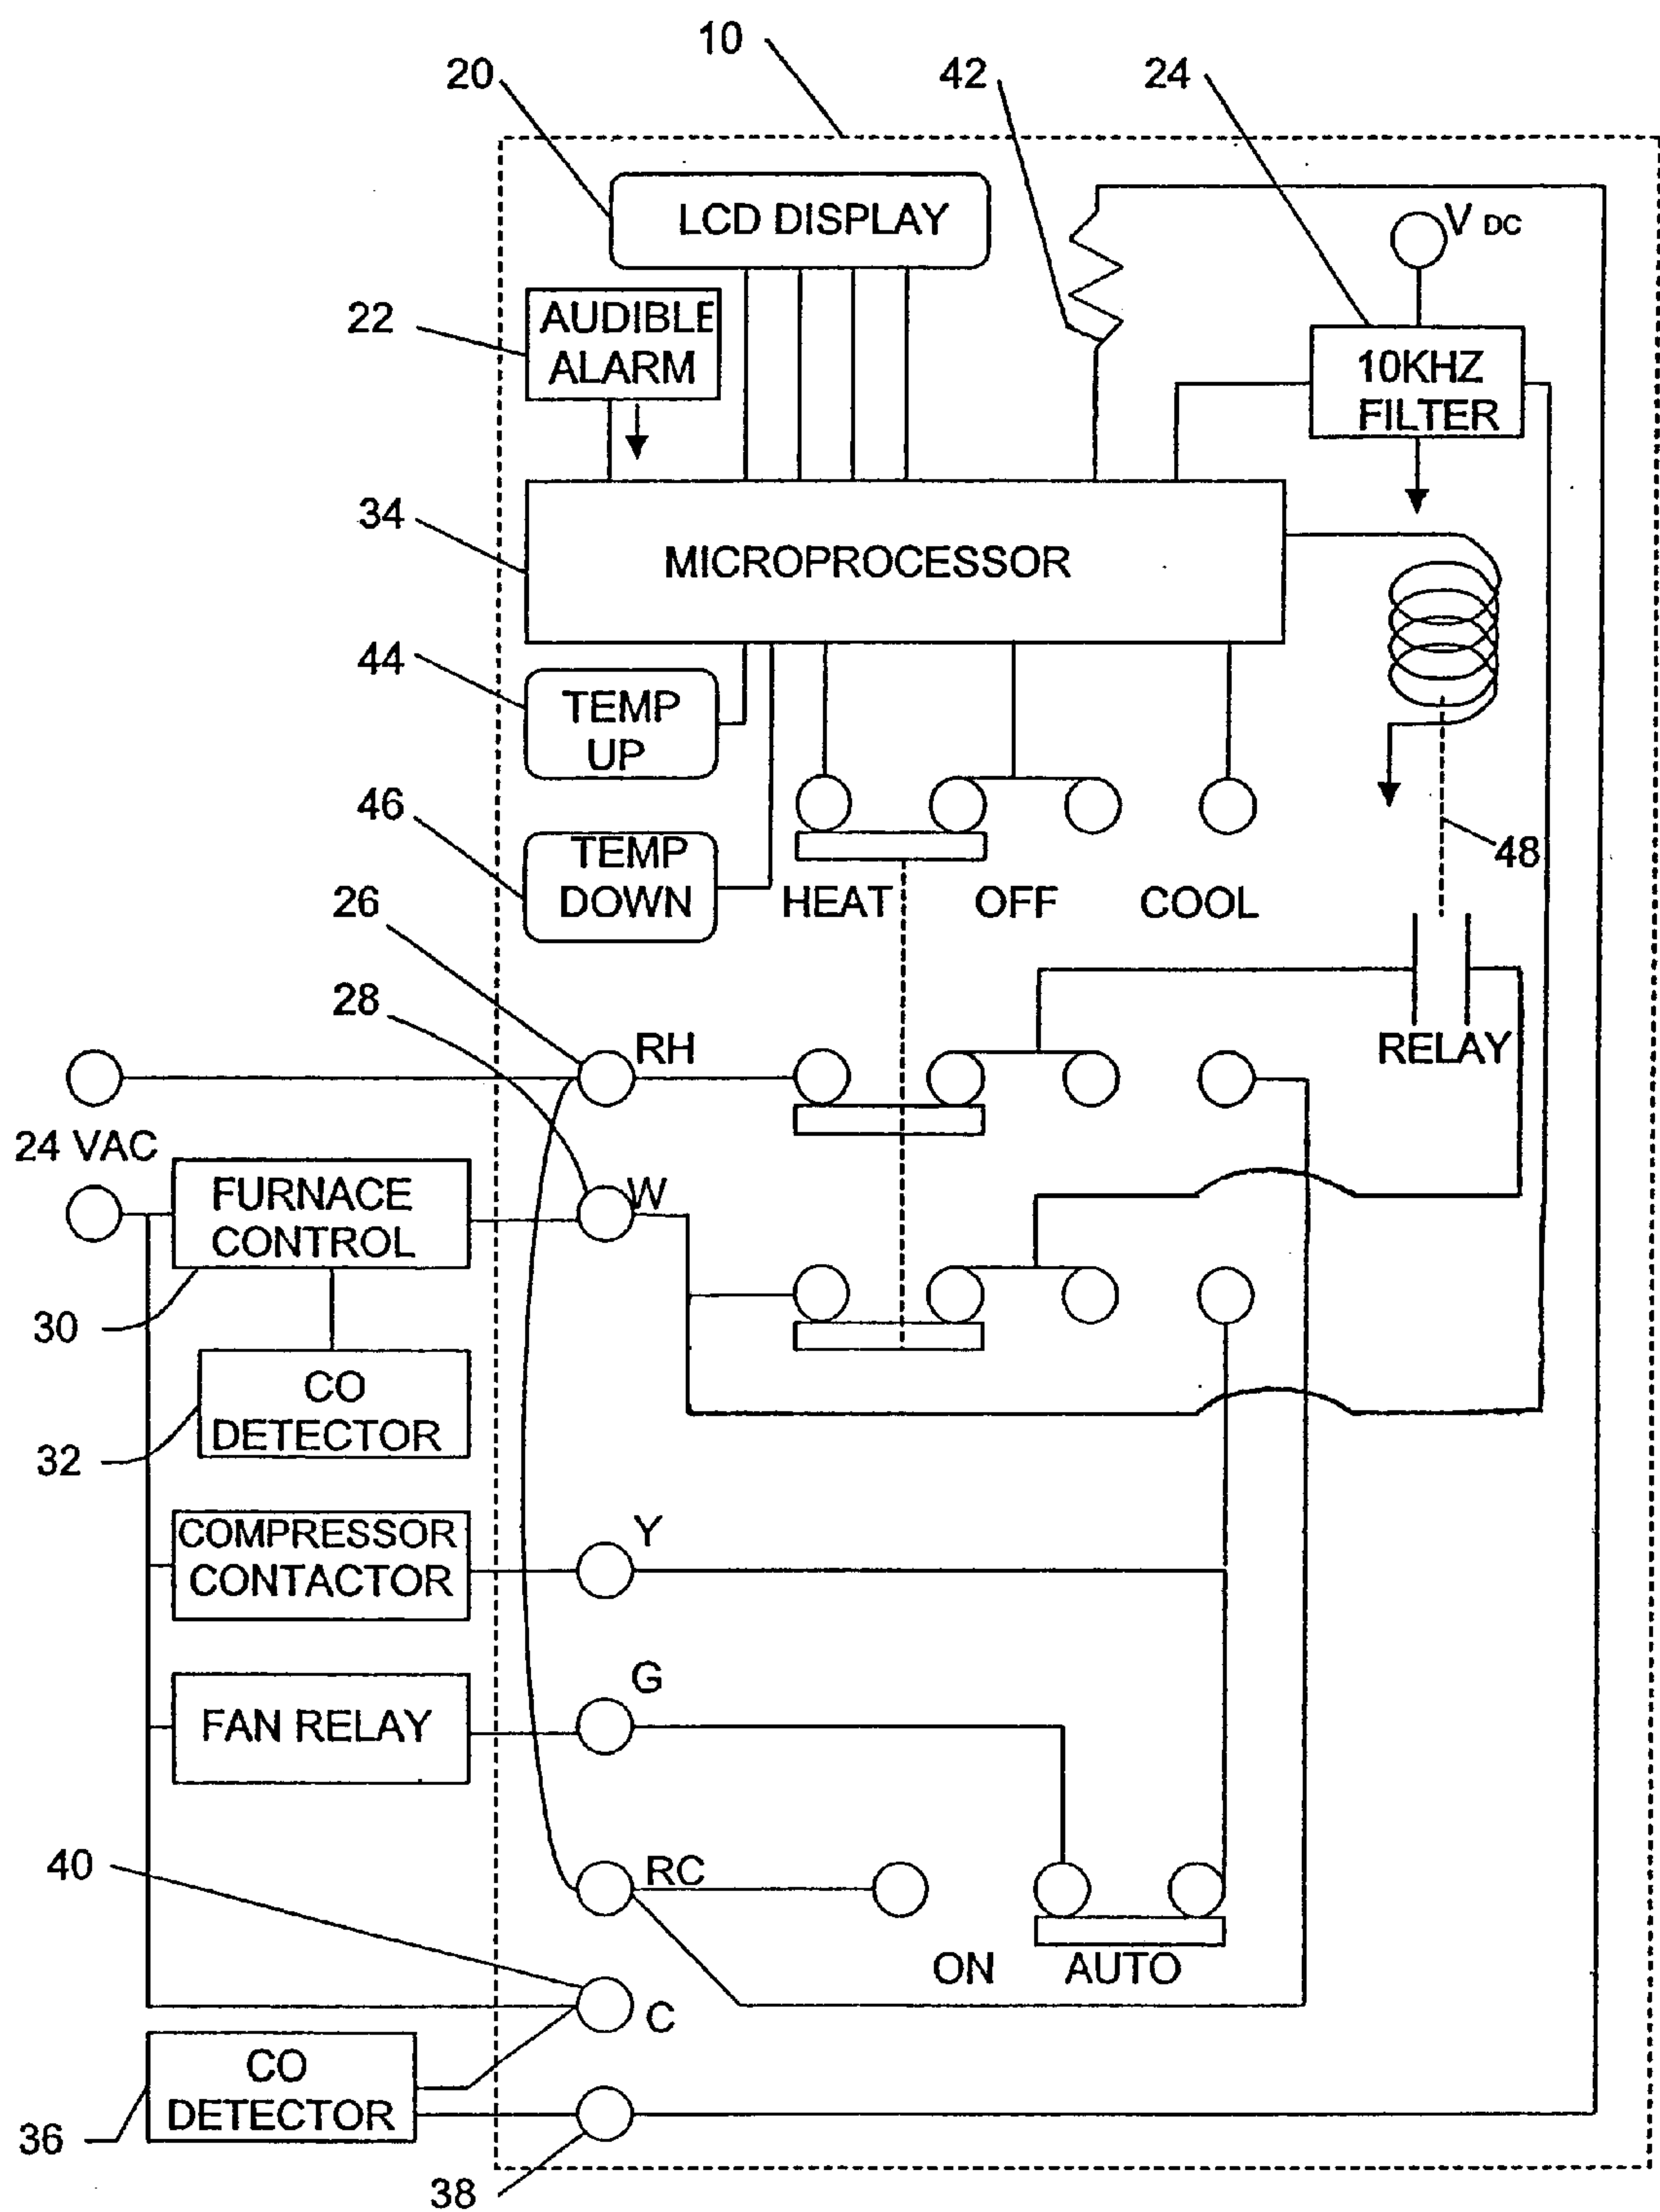 10
20
42
24
LCD DISPLAY
V DC
22
AUDIBLE
ALARM
10KHZ
FILTER
34
MICROPROCESSOR
44
TEMP
UP
46
TEMP
DOWN
48
HEAT
OFF
COOL
26
28
RH
RELAY
24 VAC
W
FURNACE
CONTROL
30
CO
DETECTOR
32
Y
COMPRESSOR
CONTACTOR
G
FAN RELAY
40
RC
ON
AUTO
C
CO
DETECTOR
36
38